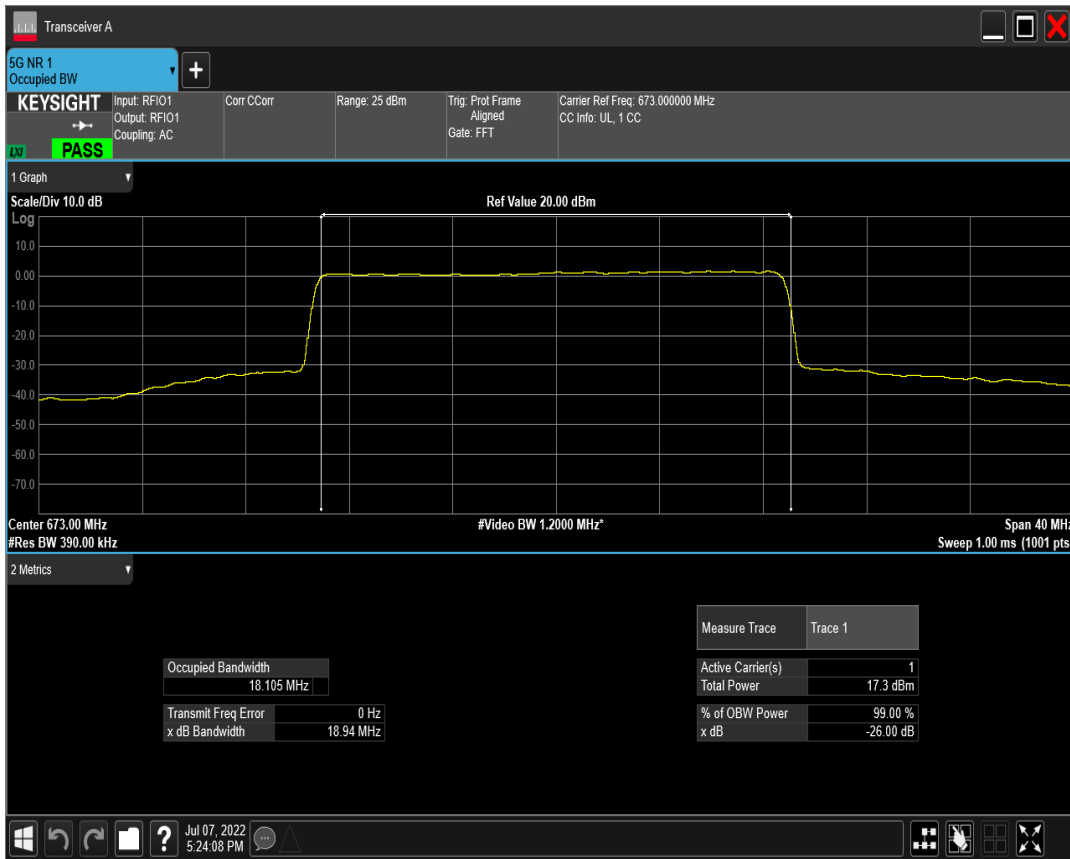 Transceiver A
5G NR 1
Occupied BW
KEYSIGHT
LXI
PASS
Input: RFIO1
Output: RFIO1
Coupling: AC
Corr CCorr
Range: 25 dBm
Trig: Prot Frame
Aligned
Gate: FFT
Carrier Ref Freq: 673.000000 MHz
CC Info: UL, 1 CC
1 Graph
Scale/Div 10.0 dB
Ref Value 20.00 dBm
Log
10.0
0.00
-10.0
-20.0
-30.0
-40.0
-50.0
-60.0
-70.0
Center 673.00 MHz
#Video BW 1.2000 MHz*
Span 40 MHz
#Res BW 390.00 kHz
Sweep 1.00 ms (1001 pts
2 Metrics
Measure Trace Trace 1
Occupied Bandwidth
18.105 MHz
Active Carrier(s) 1
Total Power 17.3 dBm
Transmit Freq Error 0 Hz
x dB Bandwidth 18.94 MHz
% of OBW Power 99.00 %
x dB -26.00 dB
?
Jul 07, 2022
5:24:08 PM